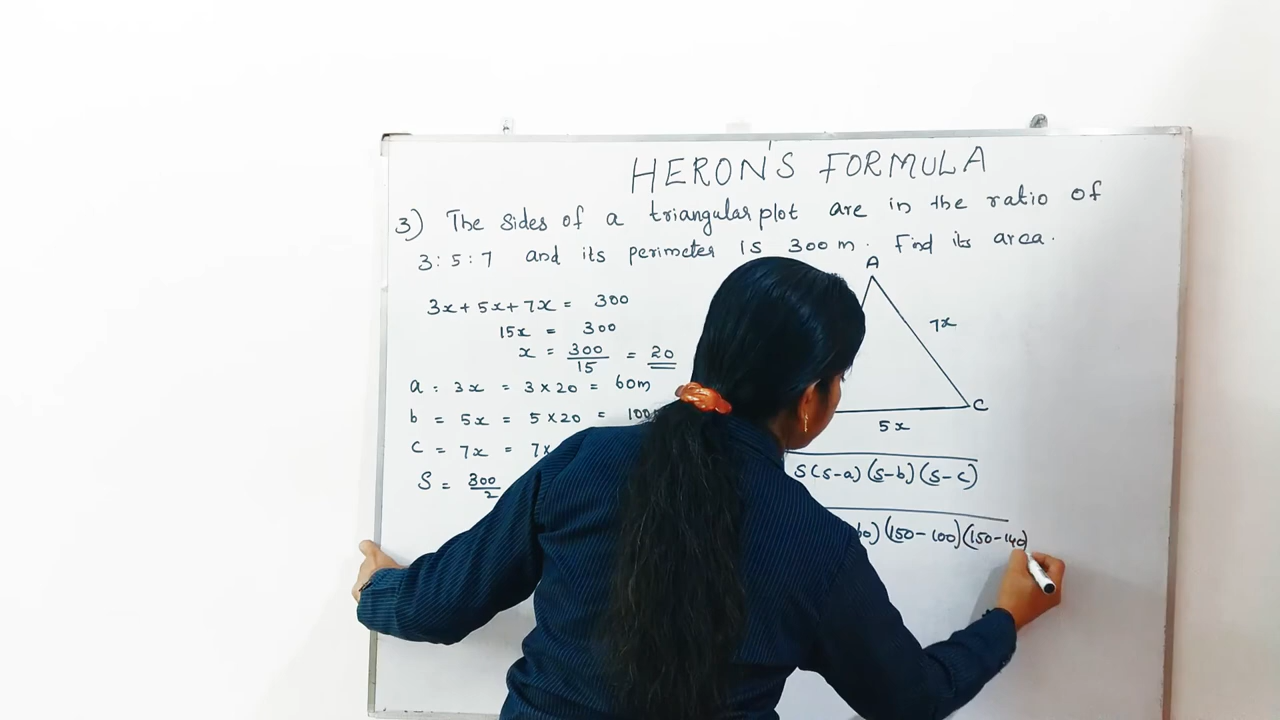 HERON'S FORMULA
3) The sides of a triangular plot are in the ratio of
3:5:7 and its perimeter is 300 m. Find its area.
3x + 5x + 7x = 300
15x = 300
x = 300/15 = 20
a = 3x = 3 × 20 = 60m
b = 5x = 5 × 20 = 100
C = 7x = 7×
S = 300/2
A
7x
C
5x
S(s-a) (s-b) (s-c)
60) (150 - 100) (150 - 140)